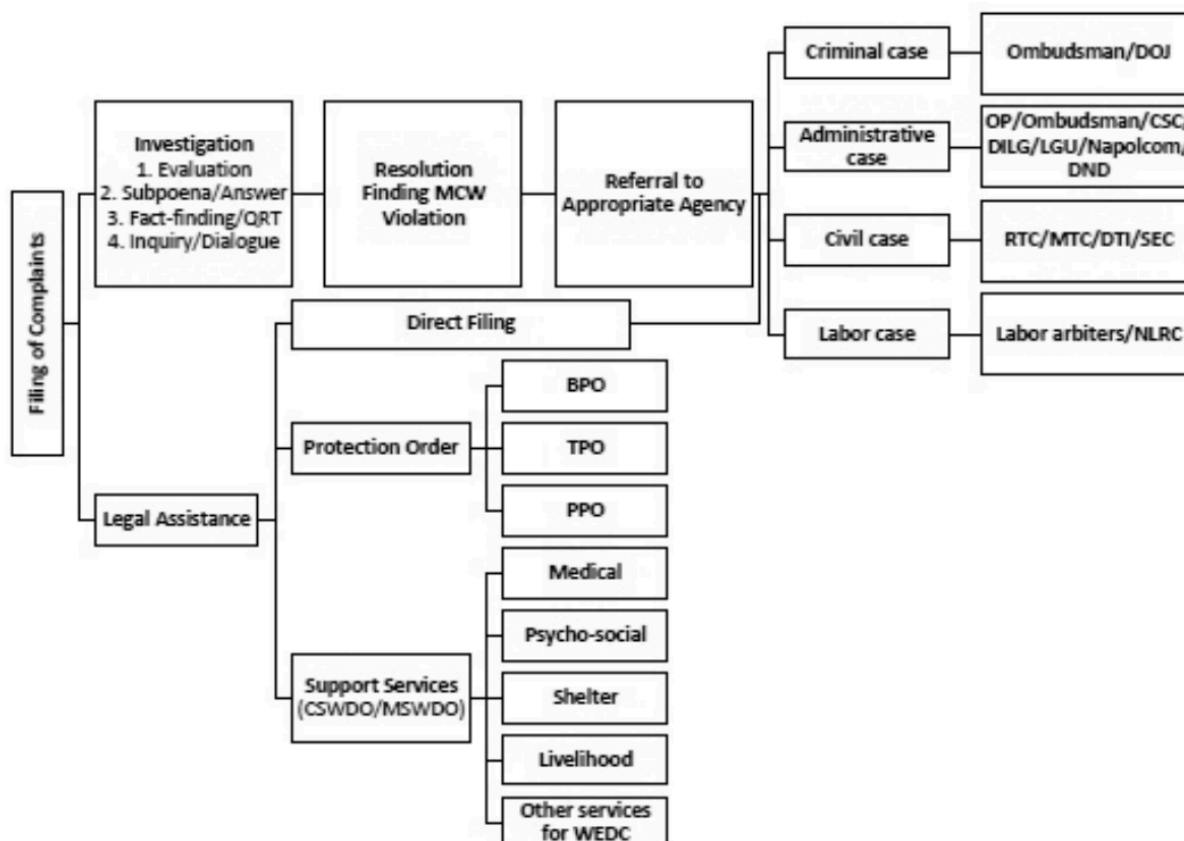 Filing of Complaints
Investigation
1. Evaluation
2. Subpoena/Answer
3. Fact-finding/QRT
4. Inquiry/Dialogue
Resolution
Finding MCW
Violation
Referral to
Appropriate Agency
Criminal case
Ombudsman/DOJ
Administrative
case
OP/Ombudsman/CSC/
DILG/LGU/Napolcom/
DND
Civil case
RTC/MTC/DTI/SEC
Labor case
Labor arbiters/NLRC
Legal Assistance
Direct Filing
Protection Order
BPO
TPO
PPO
Support Services
(CSWDO/MSWDO)
Medical
Psycho-social
Shelter
Livelihood
Other services
for WEDC